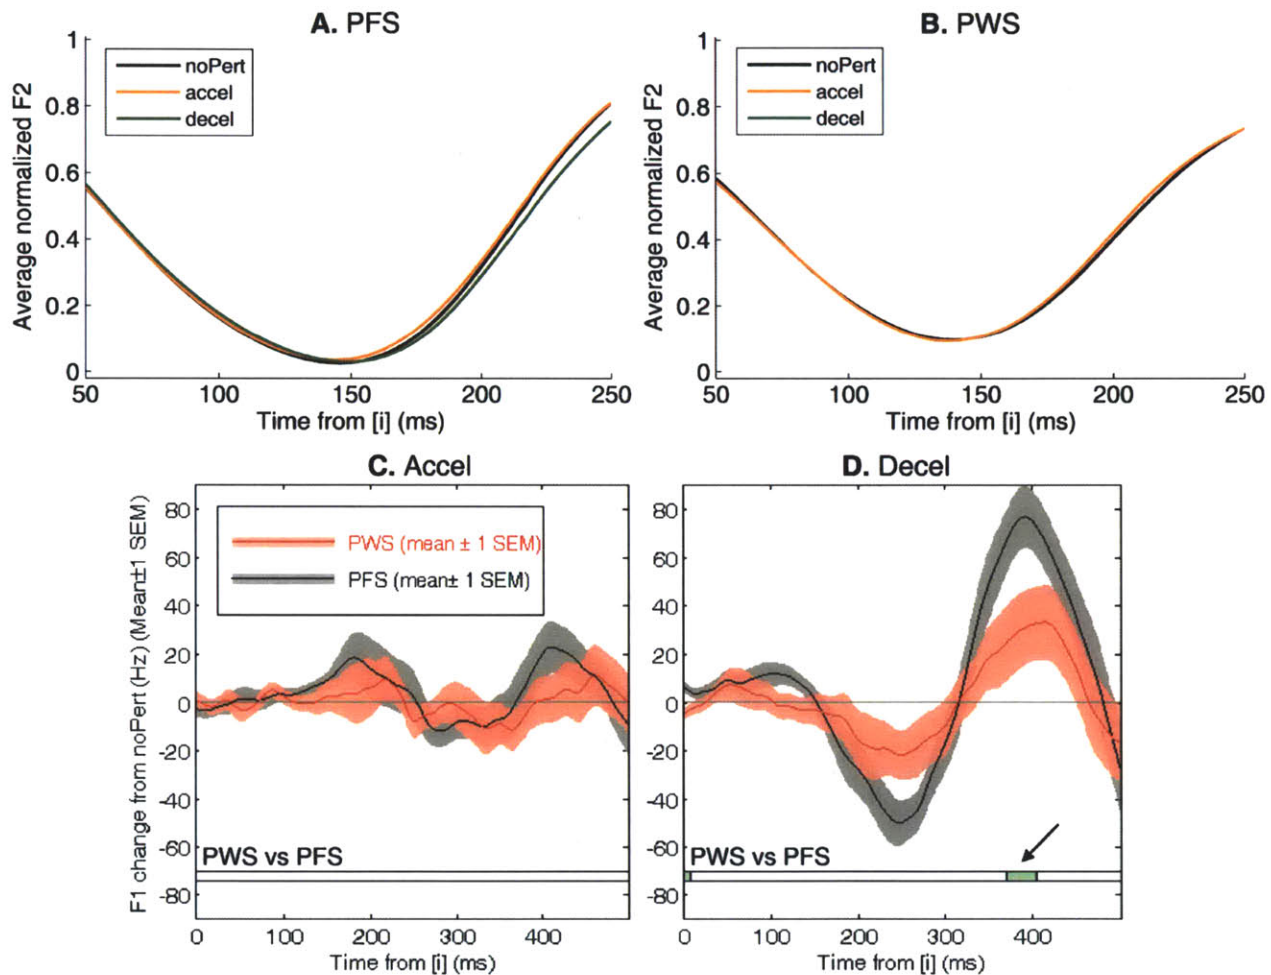 A. PFS
B. PWS
Average normalized F2
1
0.8
0.6
0.4
0.2
0
noPert
accel
decel
50
100
150
200
250
Time from [i] (ms)
Average normalized F2
1
0.8
0.6
0.4
0.2
0
noPert
accel
decel
50
100
150
200
250
Time from [i] (ms)
C. Accel
D. Decel
F1 change from noPert (Hz) (Mean±1 SEM)
80
60
40
20
0
-20
-40
-60
-80
PWS (mean ± 1 SEM)
PFS (mean± 1 SEM)
PWS vs PFS
0
100
200
300
400
Time from [i] (ms)
80
60
40
20
0
-20
-40
-60
-80
PWS vs PFS
0
100
200
300
400
Time from [i] (ms)